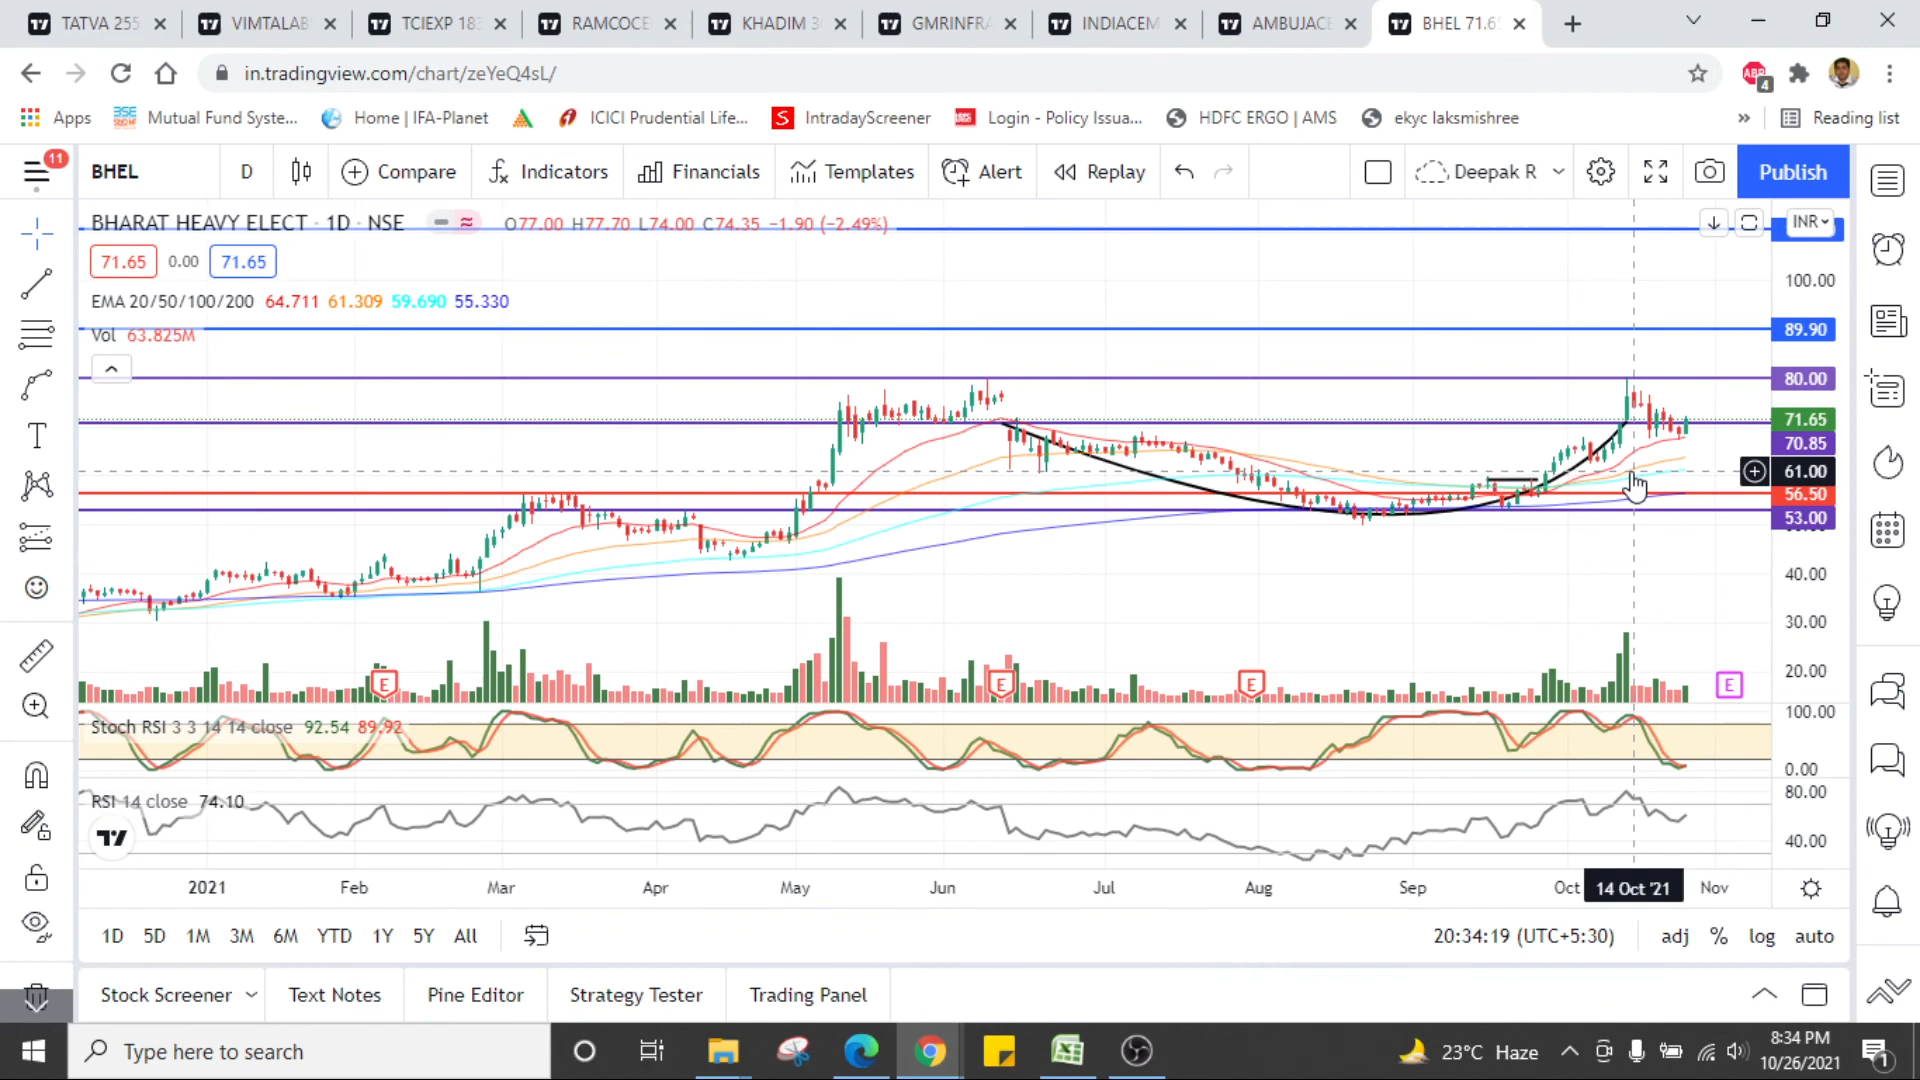 TATVA 255
VIMTALAB
TCIEXP 183
RAMCOCE
KHADIM 3
GMRINFRA
INDIACEM
AMBUJACE
BHEL 71.65
in.tradingview.com/chart/zeYeQ4sL/
ABP
4
Apps
Mutual Fund Syste...
Home | IFA-Planet
ICICI Prudential Life...
IntradayScreener
Login - Policy Issua...
HDFC ERGO | AMS
ekyc laksmishree
»
Reading list
11
BHEL
D
Compare
Indicators
Financials
Templates
Alert
Replay
Deepak R
Publish
BHARAT HEAVY ELECT · 1D · NSE
O77.00 H77.70 L74.00 C74.35 −1.90 (−2.49%)
INR
71.65 0.00 71.65
100.00
EMA 20/50/100/200 64.711 61.309 59.690 55.330
Vol 63.825M
89.90
80.00
71.65
70.85
61.00
56.50
53.00
40.00
30.00
20.00
E
E
E
E
Stoch RSI 3 3 14 14 close 92.54 89.92
100.00
0.00
RSI 14 close 74.10
80.00
40.00
2021 Feb Mar Apr May Jun Jul Aug Sep Oct 14 Oct '21 Nov
1D 5D 1M 3M 6M YTD 1Y 5Y All
20:34:19 (UTC+5:30)
adj % log auto
Stock Screener
Text Notes
Pine Editor
Strategy Tester
Trading Panel
Type here to search
23°C Haze
8:34 PM
10/26/2021
1